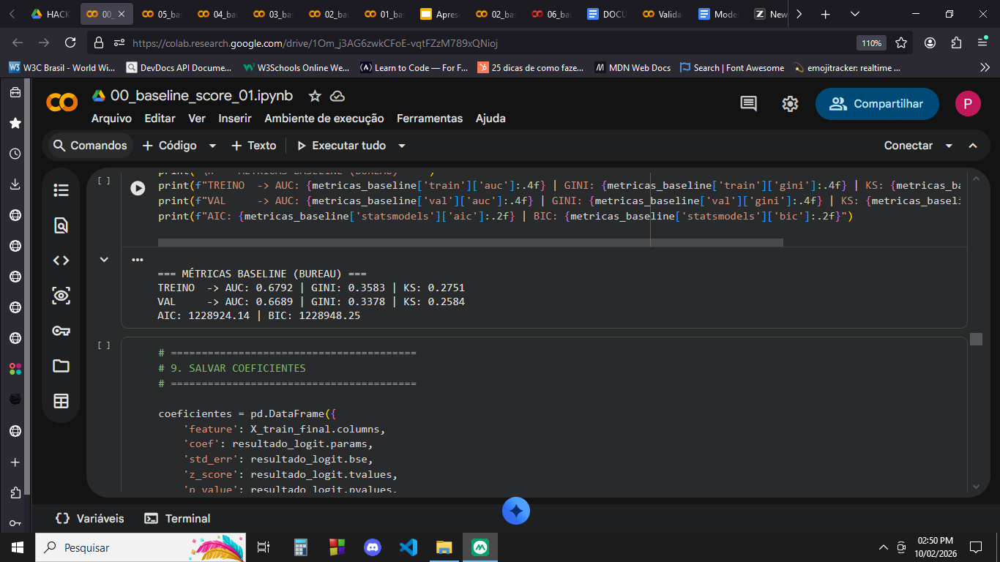 HACK
00_
05_ba
04_ba
03_ba
02_ba
01_ba
Apres
02_ba
06_ba
DOCU
Valida
Mode
New
https://colab.research.google.com/drive/1Om_j3AG6zwkCFoE-vqtFZzM789xQNioj
110%
W3C Brasil - World Wi...
DevDocs API Docume...
W3Schools Online We...
Learn to Code — For F...
25 dicas de como faze...
MDN Web Docs
Search | Font Awesome
emojitracker: realtime ...
00_baseline_score_01.ipynb
Arquivo Editar Ver Inserir Ambiente de execução Ferramentas Ajuda
Compartilhar
P
Comandos + Código + Texto Executar tudo
Conectar
[ ]
print(f"TREINO  -> AUC: {metricas_baseline['train']['auc']:.4f} | GINI: {metricas_baseline['train']['gini']:.4f} | KS: {metricas_ba
print(f"VAL     -> AUC: {metricas_baseline['val']['auc']:.4f} | GINI: {metricas_baseline['val']['gini']:.4f} | KS: {metricas_baseli
print(f"AIC: {metricas_baseline['statsmodels']['aic']:.2f} | BIC: {metricas_baseline['statsmodels']['bic']:.2f}")
=== MÉTRICAS BASELINE (BUREAU) ===
TREINO  -> AUC: 0.6792 | GINI: 0.3583 | KS: 0.2751
VAL     -> AUC: 0.6689 | GINI: 0.3378 | KS: 0.2584
AIC: 1228924.14 | BIC: 1228948.25
[ ]
# ========================================
# 9. SALVAR COEFICIENTES
# ========================================
coeficientes = pd.DataFrame({
'feature': X_train_final.columns,
'coef': resultado_logit.params,
'std_err': resultado_logit.bse,
'z_score': resultado_logit.tvalues,
'p_value': resultado_logit.pvalues,
Variáveis
Terminal
Pesquisar
02:50 PM
10/02/2026